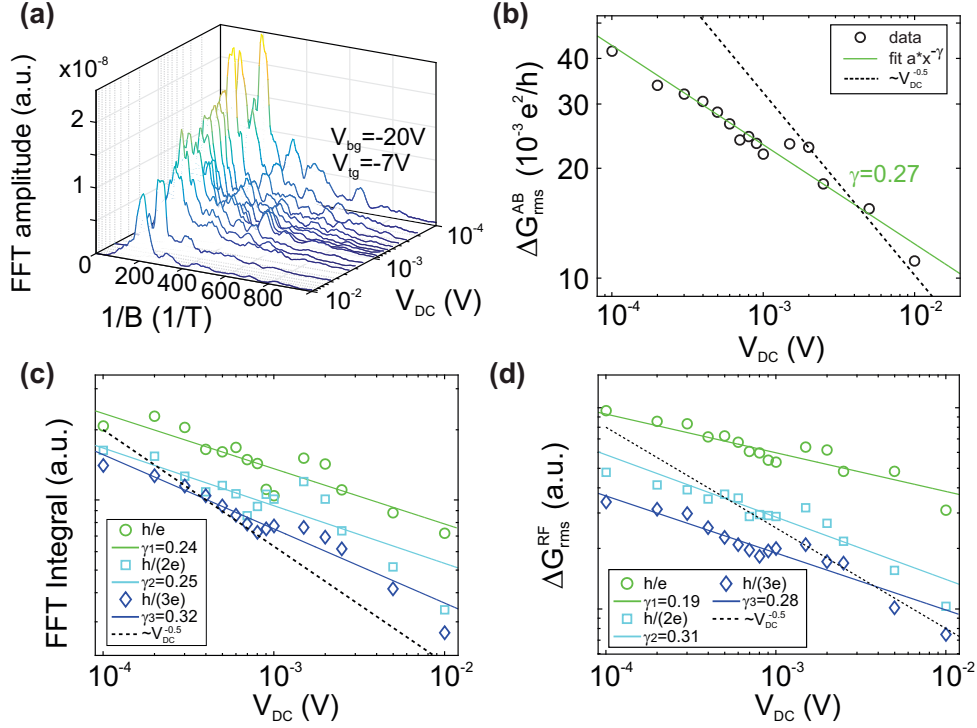 (a)
FFT amplitude (a.u.)
x10⁻⁸
2
1
0
V_bg=-20V
V_tg=-7V
200
400
600
800
1/B (1/T)
10⁻²
10⁻³
10⁻⁴
V_DC (V)
(b)
ΔG_rms^AB (10⁻³ e²/h)
40
30
20
10
data
fit a*x^-γ
~V_DC^-0.5
γ=0.27
10⁻⁴
10⁻³
10⁻²
V_DC (V)
(c)
FFT Integral (a.u.)
h/e
γ1=0.24
h/(2e)
γ2=0.25
h/(3e)
γ3=0.32
~V_DC^-0.5
10⁻⁴
10⁻³
10⁻²
V_DC (V)
(d)
ΔG_rms^RF (a.u.)
h/e
γ1=0.19
h/(2e)
γ2=0.31
h/(3e)
γ3=0.28
~V_DC^-0.5
10⁻⁴
10⁻³
10⁻²
V_DC (V)